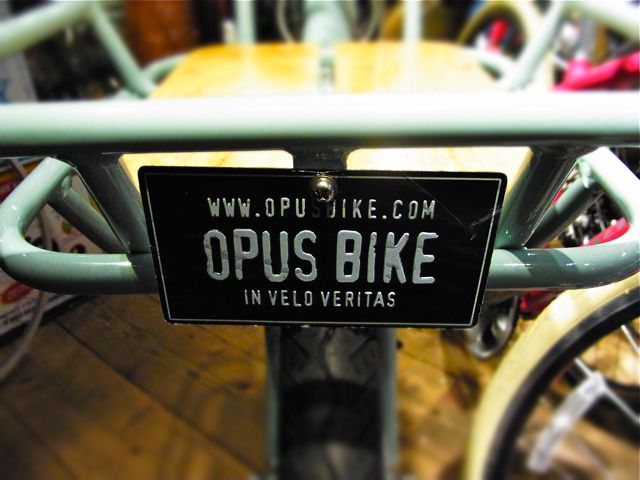 WWW.OPUSBIKE.COM
OPUS BIKE
IN VELO VERITAS